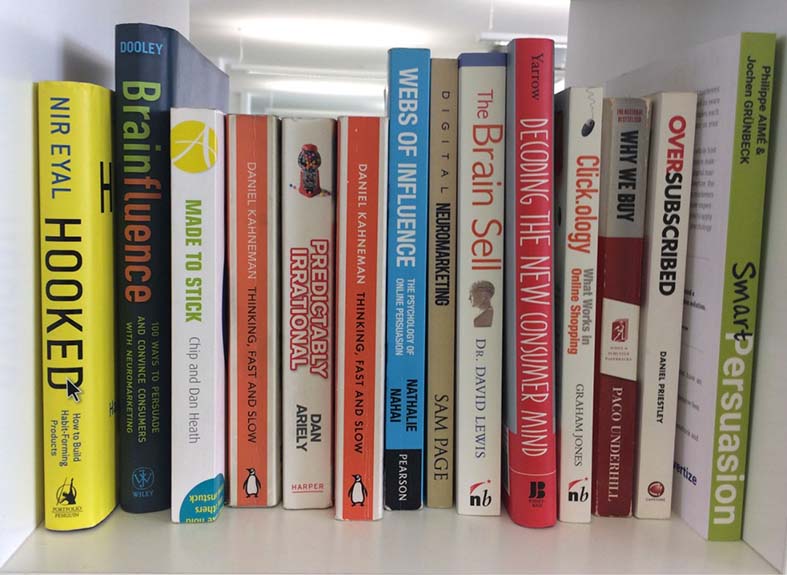 NIR EYAL
HOOKED
How to Build
Habit-Forming
Products
PORTFOLIO
PENGUIN
DOOLEY
Brainfluence
100 WAYS TO PERSUADE
AND CONVINCE CONSUMERS
WITH NEUROMARKETING
WILEY
MADE TO STICK
Chip and Dan Heath
DANIEL KAHNEMAN THINKING, FAST AND SLOW
PREDICTABLY
IRRATIONAL
DAN
ARIELY
HARPER
DANIEL KAHNEMAN THINKING, FAST AND SLOW
WEBS OF INFLUENCE
THE PSYCHOLOGY OF
ONLINE PERSUASION
NATHALIE
NAHAI
PEARSON
DIGITAL NEUROMARKETING
SAM PAGE
The Brain Sell
DR. DAVID LEWIS
nb
Yarrow
DECODING THE NEW CONSUMER MIND
Click.ology
What Works in
Online Shopping
GRAHAM JONES
nb
THE NATIONAL
BESTSELLER
WHY WE BUY
PACO UNDERHILL
OVERSUBSCRIBED
DANIEL PRIESTLEY
CAPSTONE
Philippe AIMÉ &
Jochen GRÜNBECK
Smart
Persuasion